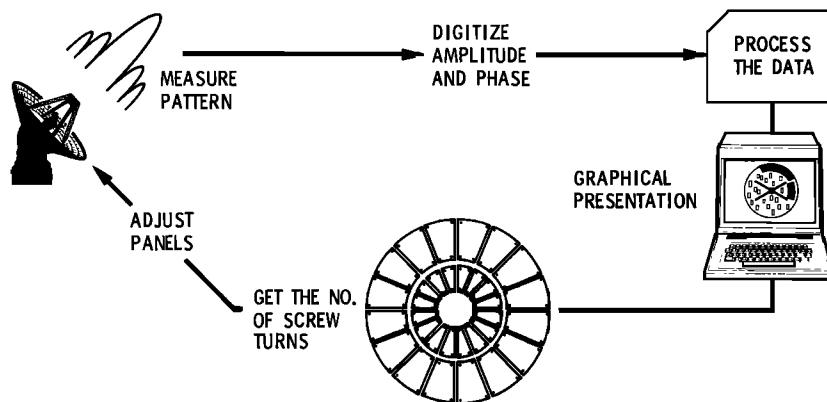 MEASURE
PATTERN
DIGITIZE
AMPLITUDE
AND PHASE
PROCESS
THE DATA
GRAPHICAL
PRESENTATION
ADJUST
PANELS
GET THE NO.
OF SCREW
TURNS